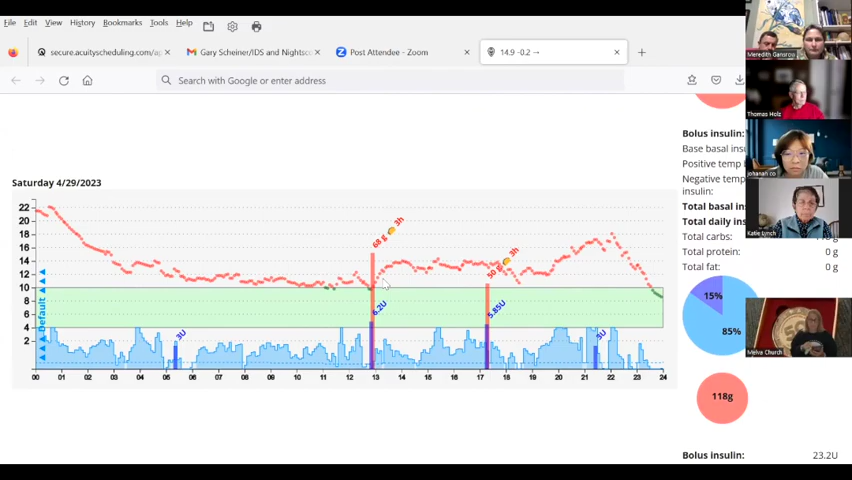 File Edit View History Bookmarks Tools Help
secure.acuityscheduling.com/ap
Gary Scheiner/IDS and Nightsc
Post Attendee - Zoom
14.9 -0.2 →
Search with Google or enter address
Meredith Gansrow
Thomas Holz
johanah co
Katie Lynch
Melva Church
Saturday 4/29/2023
22
20
18
16
14
12
10
8
6
4
2
Default
3U
68 g 3h
6.2U
50 g 3h
5.85U
5U
00 01 02 03 04 05 06 07 08 09 10 11 12 13 14 15 16 17 18 19 20 21 22 23 24
Bolus insulin:
Base basal insu
Positive temp b
Negative temp
insulin:
Total basal ins
Total daily ins
Total carbs:
Total protein: 0 g
Total fat: 0 g
15%
85%
118g
Bolus insulin: 23.2U